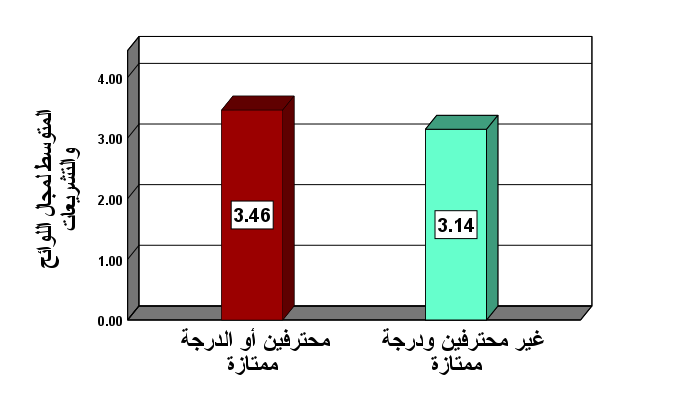 المتوسط لمجال اللوائح
والتشريعات
4.00
3.00
2.00
1.00
0.00
3.46
3.14
محترفين أو الدرجة
ممتازة
غير محترفين ودرجة
ممتازة